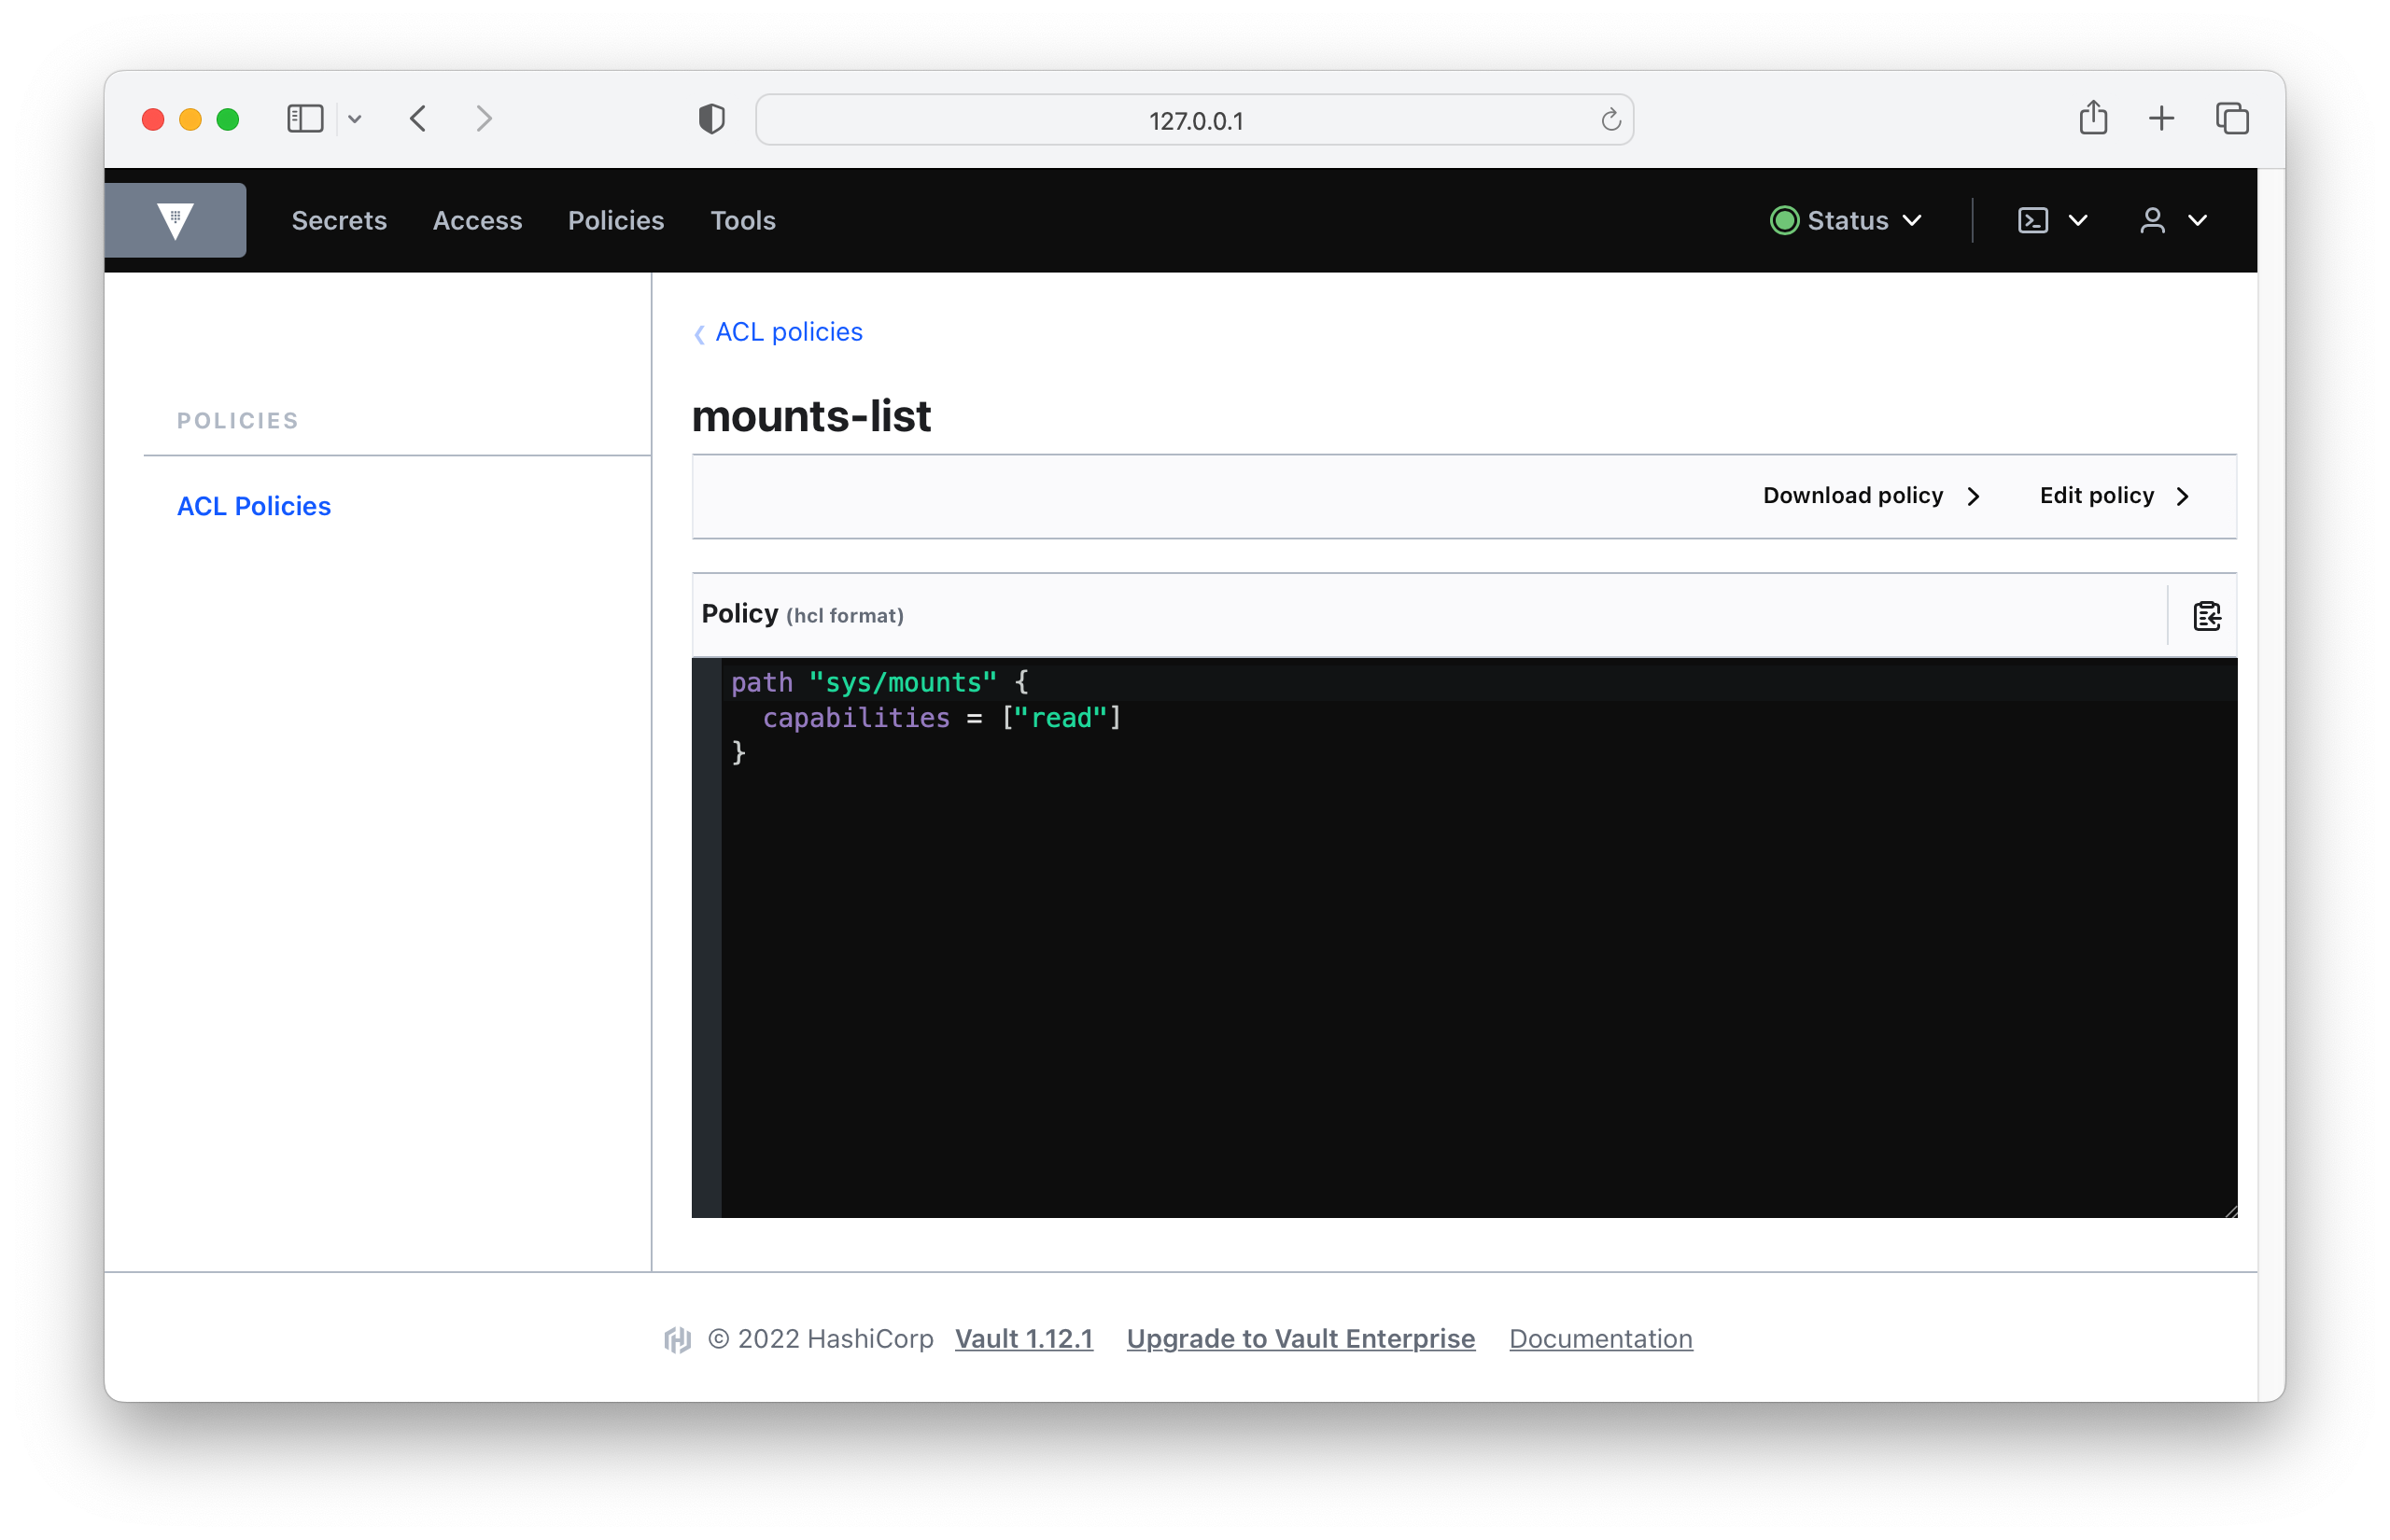 127.0.0.1
Secrets Access Policies Tools Status
ACL policies
POLICIES
mounts-list
ACL Policies
Download policy Edit policy
Policy (hcl format)
path "sys/mounts" {
  capabilities = ["read"]
}
© 2022 HashiCorp Vault 1.12.1 Upgrade to Vault Enterprise Documentation